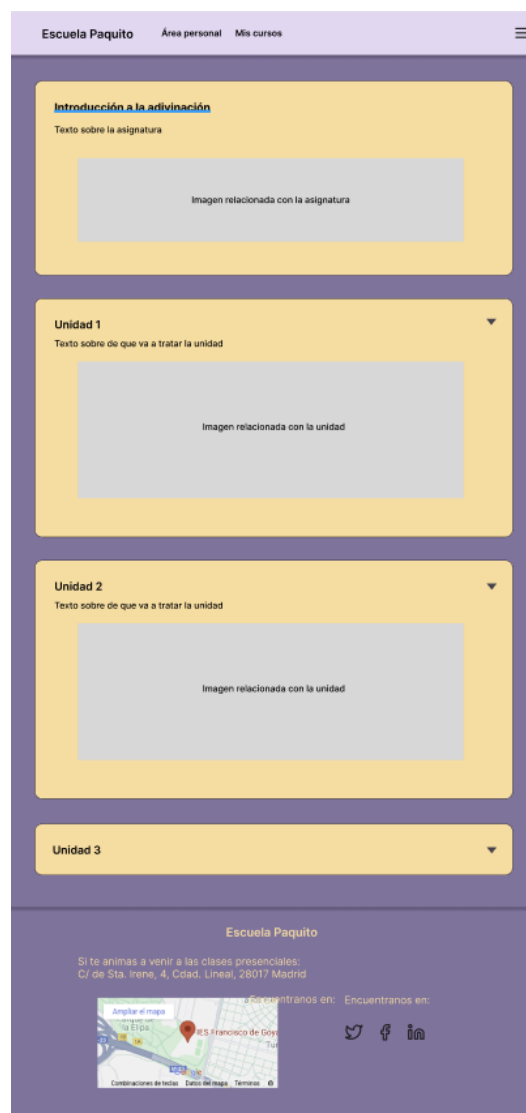 Escuela Paquito Área personal Mis cursos
Introducción a la adivinación
Texto sobre la asignatura
Imagen relacionada con la asignatura
Unidad 1
Texto sobre de que va a tratar la unidad
Imagen relacionada con la unidad
Unidad 2
Texto sobre de que va a tratar la unidad
Imagen relacionada con la unidad
Unidad 3
Escuela Paquito
Si te animas a venir a las clases presenciales:
C/ de Sta. Irene, 4, Cdad. Lineal, 28017 Madrid
Encuentranos en:
Ampliar el mapa
la Elipa
IES Francisco de Goya
Combinaciones de teclas Datos del mapa Términos